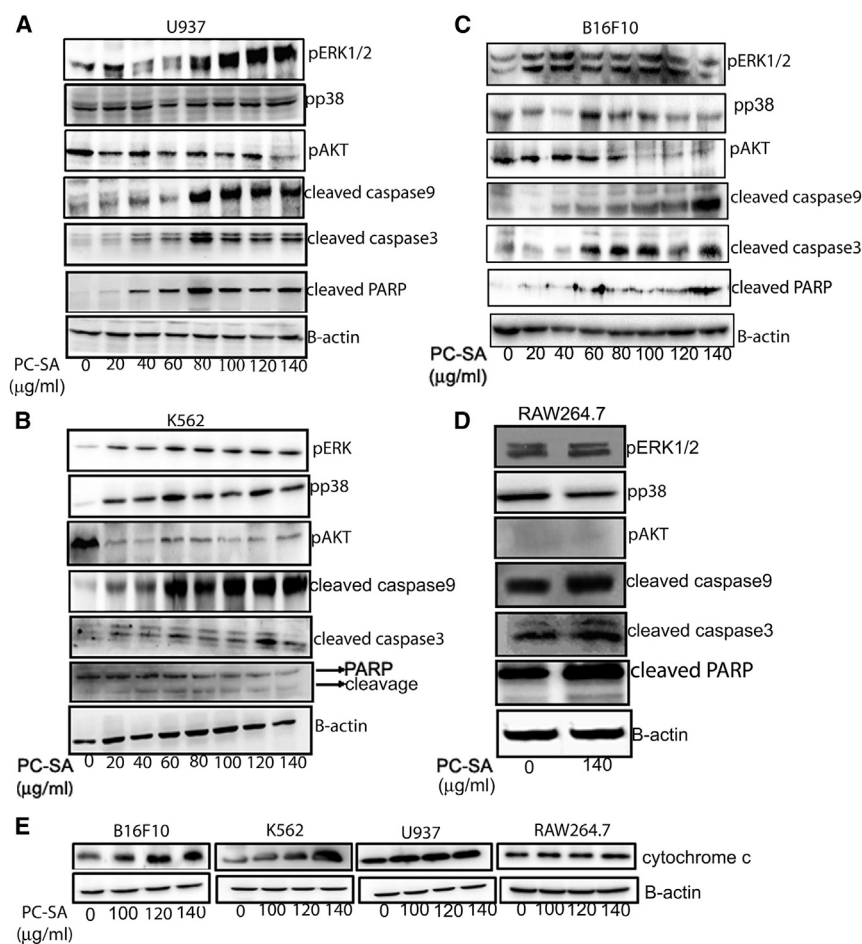 A
U937
pERK1/2
pp38
pAKT
cleaved caspase9
cleaved caspase3
cleaved PARP
B-actin
PC-SA
(μg/ml)
0 20 40 60 80 100 120 140
B
K562
pERK
pp38
pAKT
cleaved caspase9
cleaved caspase3
PARP
cleavage
B-actin
PC-SA
(μg/ml)
0 20 40 60 80 100 120 140
C
B16F10
pERK1/2
pp38
pAKT
cleaved caspase9
cleaved caspase3
cleaved PARP
B-actin
PC-SA
(μg/ml)
0 20 40 60 80 100 120 140
D
RAW264.7
pERK1/2
pp38
pAKT
cleaved caspase9
cleaved caspase3
cleaved PARP
B-actin
PC-SA
(μg/ml)
0 140
E
B16F10 K562 U937 RAW264.7
cytochrome c
B-actin
PC-SA
(μg/ml)
0 100 120 140 0 100 120 140 0 100 120 140 0 100 120 140